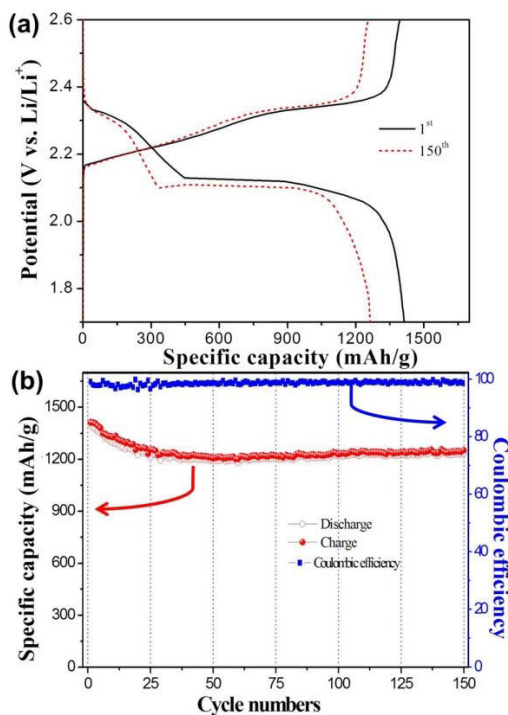 (a)
2.6
2.4
2.2
2.0
1.8
Potential (V vs. Li/Li⁺)
1ˢᵗ
150ᵗʰ
0 300 600 900 1200 1500
Specific capacity (mAh/g)
(b)
1500
1200
900
600
300
0
Specific capacity (mAh/g)
100
80
60
40
20
0
Coulombic efficiency
Discharge
Charge
Coulombic efficiency
0 25 50 75 100 125 150
Cycle numbers